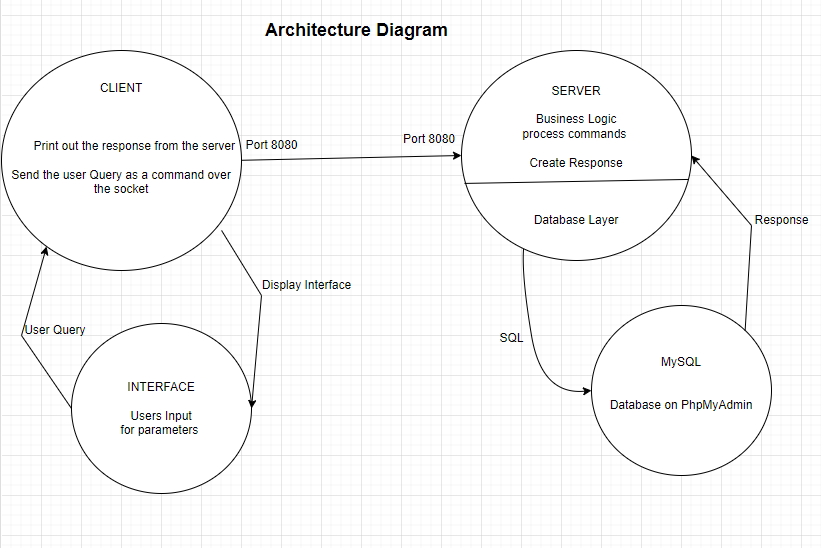 Architecture Diagram
CLIENT
Print out the response from the server
Send the user Query as a command over
the socket
Port 8080
Port 8080
SERVER
Business Logic
process commands
Create Response
Database Layer
Response
Display Interface
User Query
SQL
INTERFACE
Users Input
for parameters
MySQL
Database on PhpMyAdmin